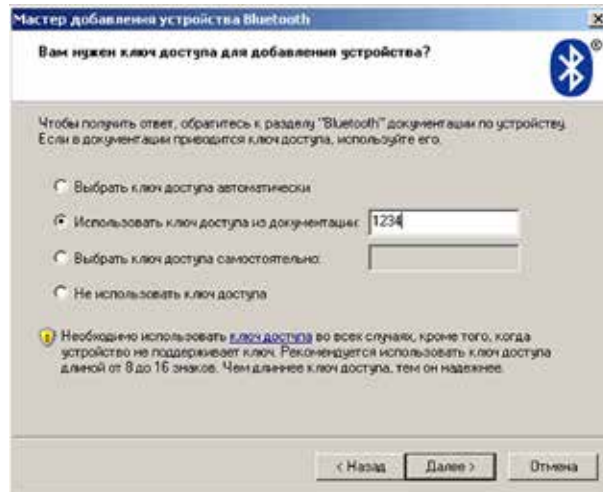 Мастер добавления устройства Bluetooth
Вам нужен ключ доступа для добавления устройства?
Чтобы получить ответ, обратитесь к разделу "Bluetooth" документации по устройству.
Если в документации приводится ключ доступа, используйте его.
Выбрать ключ доступа автоматически
Использовать ключ доступа из документации: 1234
Выбрать ключ доступа самостоятельно:
Не использовать ключ доступа
Необходимо использовать ключ доступа во всех случаях, кроме того, когда
устройство не поддерживает ключ. Рекомендуется использовать ключ доступа
длиной от 8 до 16 знаков. Чем длиннее ключ доступа, тем он надежнее.
< Назад Далее > Отмена